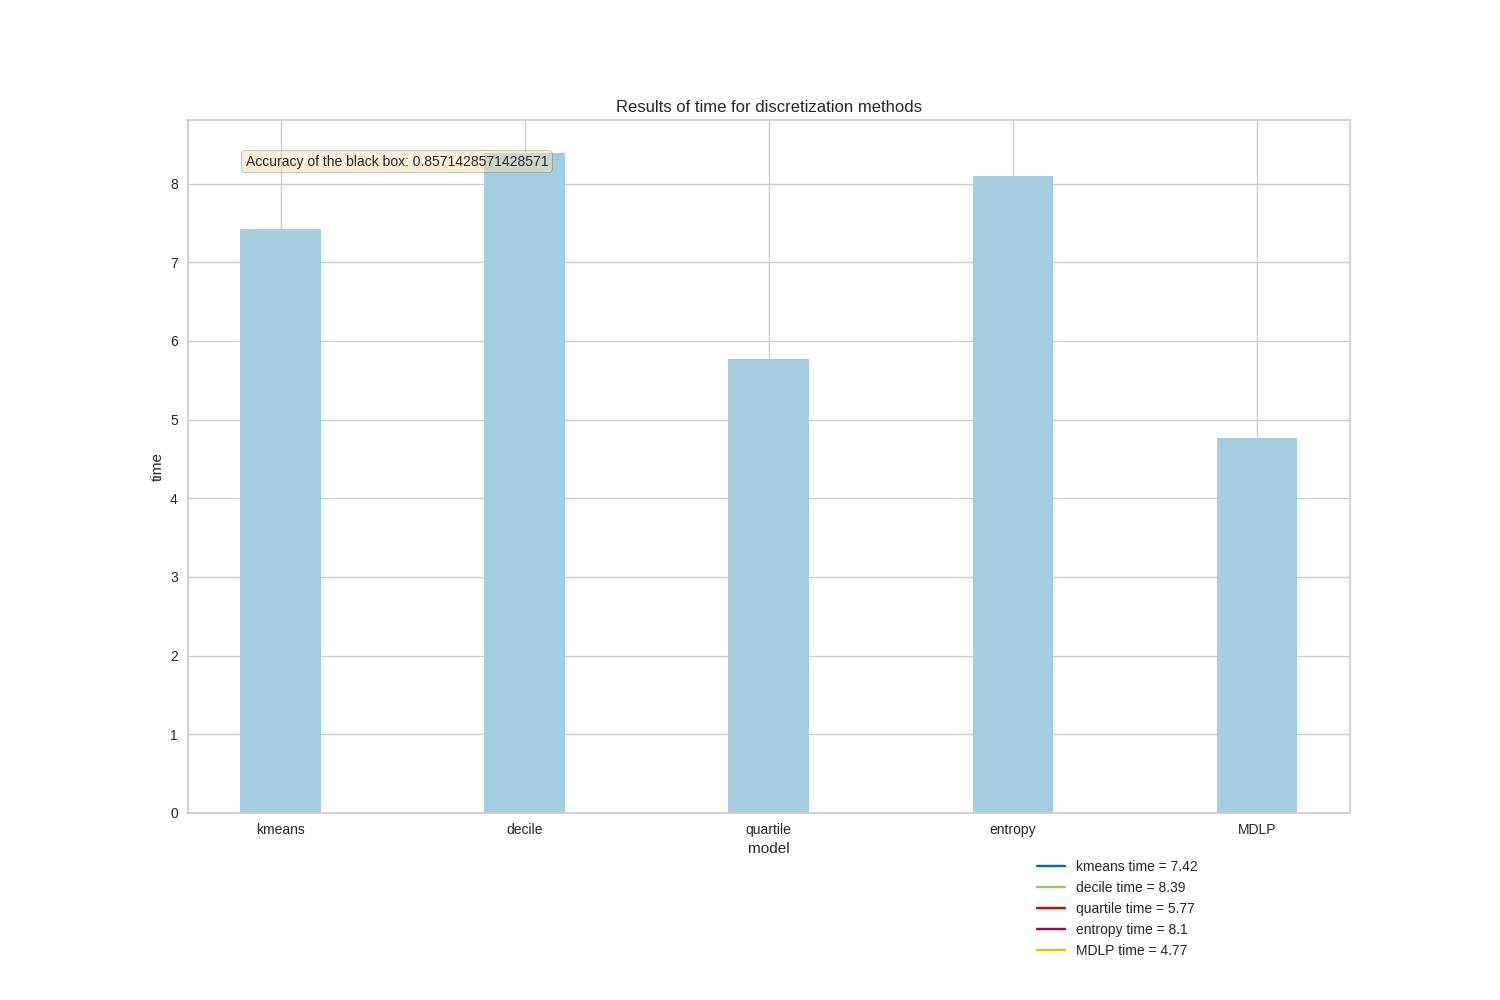 Results of time for discretization methods
Accuracy of the black box: 0.8571428571428571
8
7
6
5
4
3
2
1
0
time
kmeans decile quartile entropy MDLP
model
kmeans time = 7.42
decile time = 8.39
quartile time = 5.77
entropy time = 8.1
MDLP time = 4.77